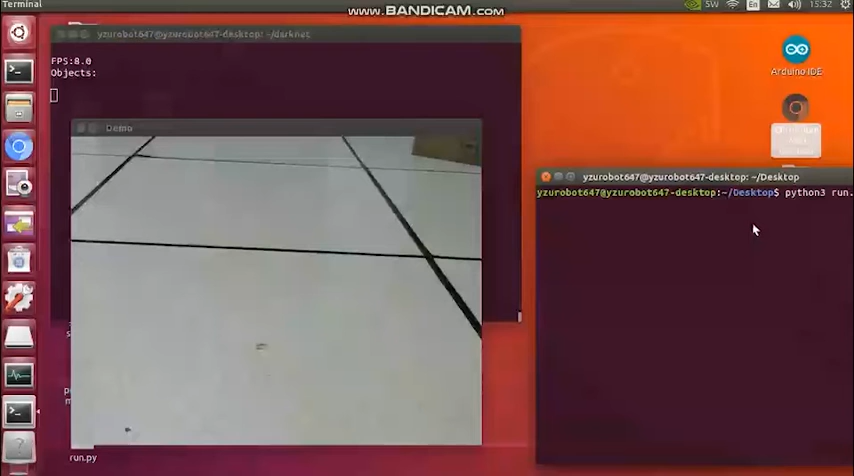 Terminal
www.BANDICAM.com
SW
En
15:32
yzurobot647@yzurobot647-desktop: ~/darknet
FPS:8.0
Objects:
Demo
Arduino IDE
yzurobot647@yzurobot647-desktop: ~/Desktop
yzurobot647@yzurobot647-desktop:~/Desktop$ python3 run.
run.py